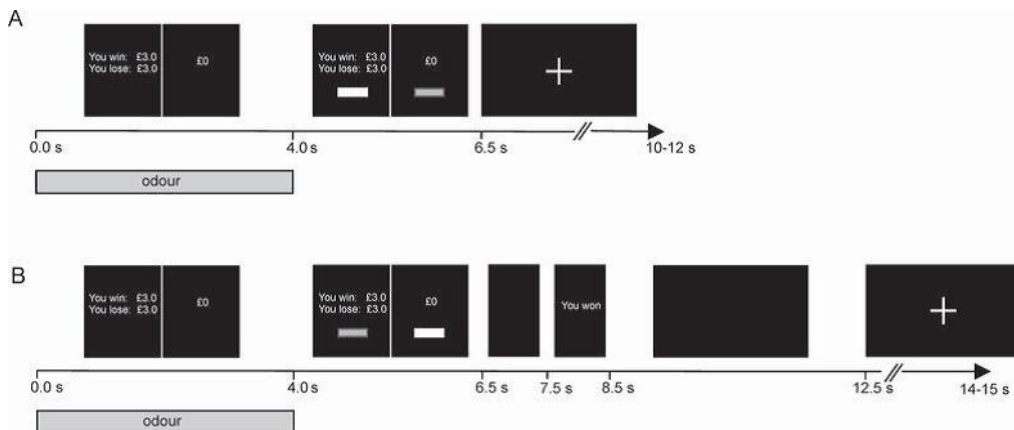 A
You win: £3.0
You lose: £3.0
£0
You win: £3.0
You lose: £3.0
£0
0.0 s
4.0 s
6.5 s
10-12 s
odour
B
You win: £3.0
You lose: £3.0
£0
You win: £3.0
You lose: £3.0
£0
You won
0.0 s
4.0 s
6.5 s
7.5 s
8.5 s
12.5 s
14-15 s
odour